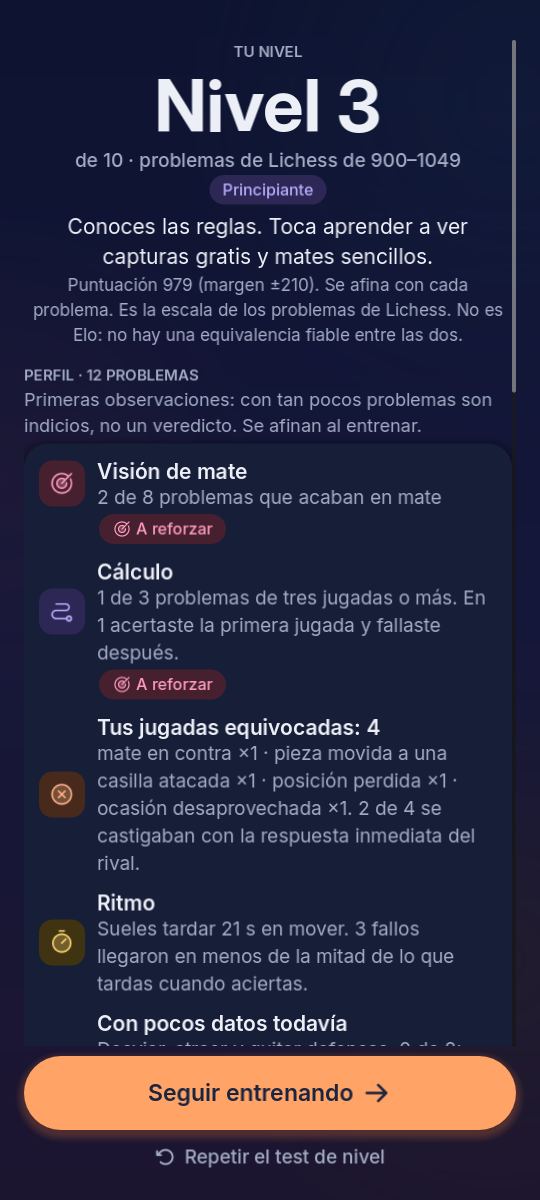 TU NIVEL
Nivel 3
de 10 · problemas de Lichess de 900–1049
Principiante
Conoces las reglas. Toca aprender a ver
capturas gratis y mates sencillos.
Puntuación 979 (margen ±210). Se afina con cada
problema. Es la escala de los problemas de Lichess. No es
Elo: no hay una equivalencia fiable entre las dos.
PERFIL · 12 PROBLEMAS
Primeras observaciones: con tan pocos problemas son
indicios, no un veredicto. Se afinan al entrenar.
Visión de mate
2 de 8 problemas que acaban en mate
A reforzar
Cálculo
1 de 3 problemas de tres jugadas o más. En
1 acertaste la primera jugada y fallaste
después.
A reforzar
Tus jugadas equivocadas: 4
mate en contra ×1 · pieza movida a una
casilla atacada ×1 · posición perdida ×1 ·
ocasión desaprovechada ×1. 2 de 4 se
castigaban con la respuesta inmediata del
rival.
Ritmo
Sueles tardar 21 s en mover. 3 fallos
llegaron en menos de la mitad de lo que
tardas cuando aciertas.
Con pocos datos todavía
Seguir entrenando
Repetir el test de nivel